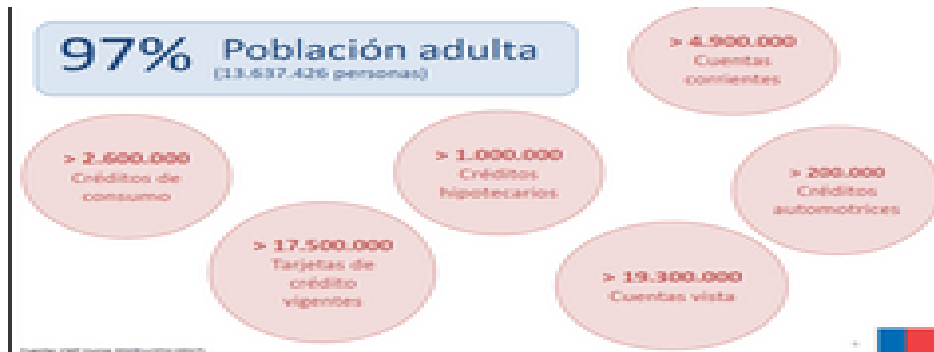 97% Población adulta
(13.637.426 personas)
> 4.900.000
Cuentas
corrientes
> 2.600.000
Créditos de
consumo
> 1.000.000
Créditos
hipotecarios
> 200.000
Créditos
automotrices
> 17.500.000
Tarjetas de
crédito
vigentes
> 19.300.000
Cuentas vista